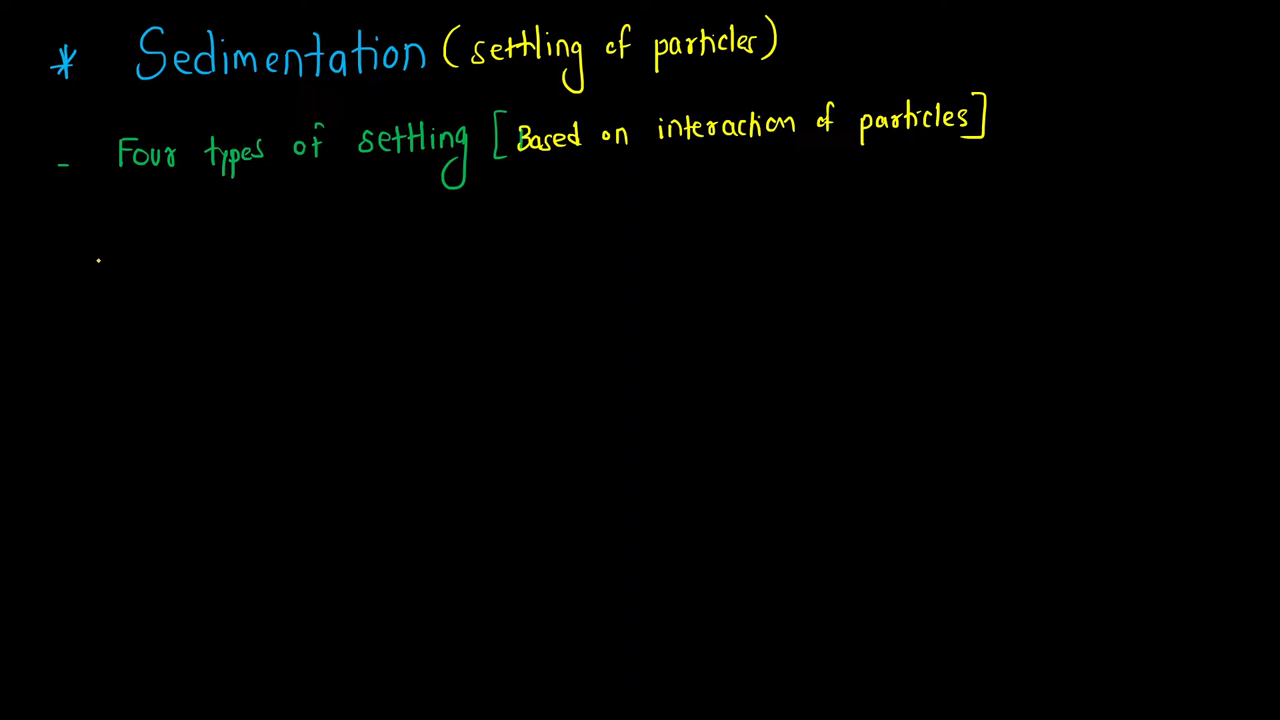 * Sedimentation (settling of particles)
- Four types of settling [Based on interaction of particles]